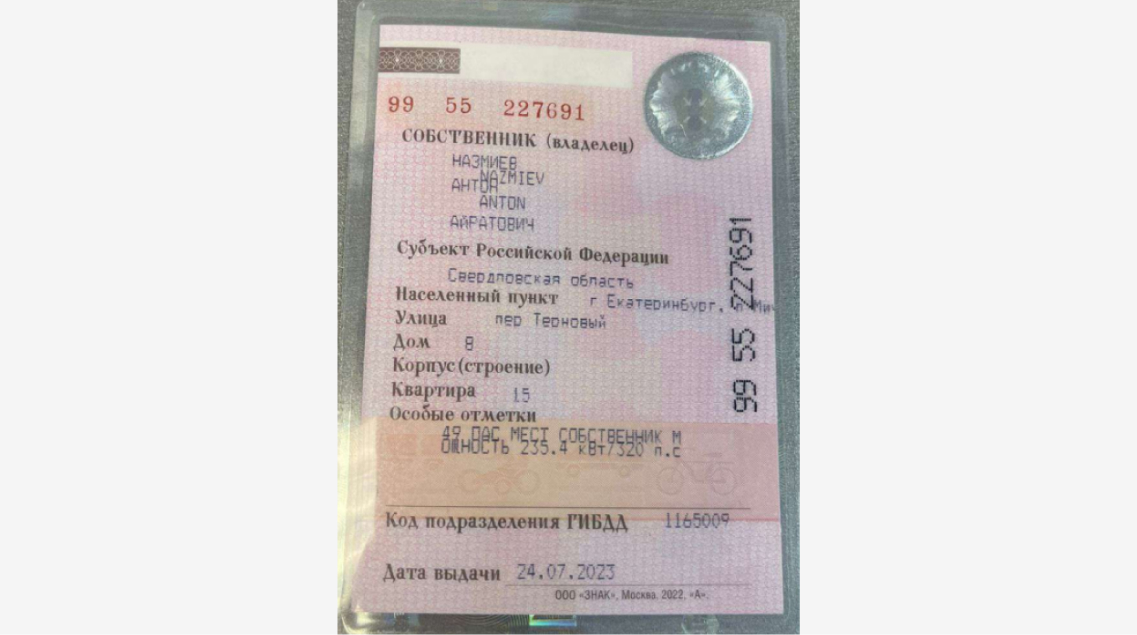 99 55 227691
СОБСТВЕННИК (владелец)
НАЗМИЕВ
NAZMIEV
АНТОН
ANTON
АЙРАТОВИЧ
Субъект Российской Федерации
Свердловская область
Населенный пункт г Екатеринбург,
Улица пер Терновый
Дом 8
Корпус (строение)
Квартира 15
Особые отметки
49 ПАС МЕСТ СОБСТВЕННИК М
ОЩНОСТЬ 235.4 кВт/320 л.с
Код подразделения ГИБДД 1165009
Дата выдачи 24.07.2023
ООО «ЗНАК», Москва. 2022. «А».
99 55 227691